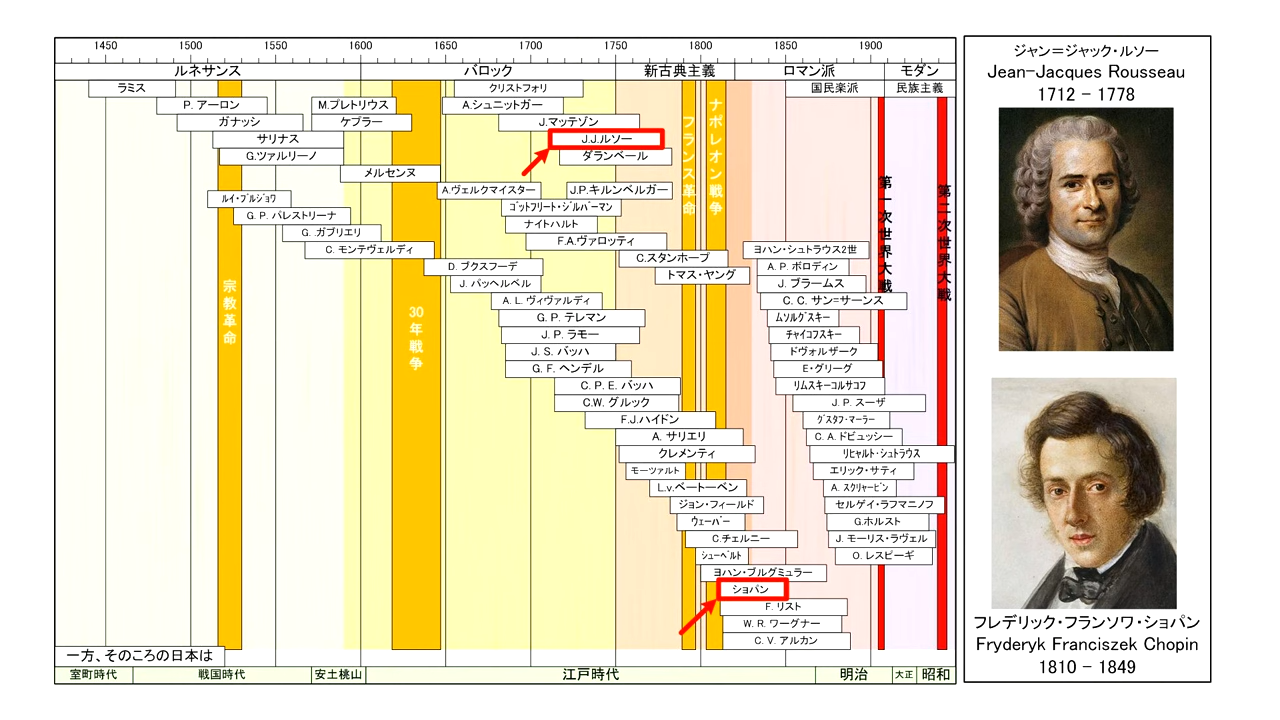 1450 1500 1550 1600 1650 1700 1750 1800 1850 1900
ルネサンス バロック 新古典主義 ロマン派 モダン
ラミス クリストフォリ 国民楽派 民族主義
P. アーロン M.プレトリウス A.シュニットガー
ガナッシ ケプラー J.マッテゾン
サリナス J.J.ルソー
G.ツァルリーノ ダランベール
メルセンヌ
A.ヴェルクマイスター J.P.キルンベルガー
ルイ・ブルジョワ ゴットフリート・ジルバーマン
G. P. パレストリーナ ナイトハルト
G. ガブリエリ F.A.ヴァロッティ
C. モンテヴェルディ C.スタンホープ ヨハン・シュトラウス2世
D. ブクスフーデ トマス・ヤング A. P. ボロディン
J. パッヘルベル J. ブラームス
A. L. ヴィヴァルディ C. C. サン=サーンス
G. P. テレマン ムソルグスキー
J. P. ラモー チャイコフスキー
J. S. バッハ ドヴォルザーク
G. F. ヘンデル E・グリーグ
C. P. E. バッハ リムスキーコルサコフ
C.W. グルック J. P. スーザ
F.J.ハイドン グスタフ・マーラー
A. サリエリ C. A. ドビュッシー
クレメンティ リヒャルト・シュトラウス
モーツァルト エリック・サティ
L.v.ベートーベン A. スクリャービン
ジョン・フィールド セルゲイ・ラフマニノフ
ウェーバー G.ホルスト
C.チェルニー J. モーリス・ラヴェル
シューベルト O. レスピーギ
ヨハン・ブルグミュラー
ショパン
F. リスト
W. R. ワーグナー
C. V. アルカン
宗教革命
30年戦争
フランス革命
ナポレオン戦争
第一次世界大戦
第二次世界大戦
一方、そのころの日本は
室町時代 戦国時代 安土桃山 江戸時代 明治 大正 昭和
ジャン=ジャック・ルソー
Jean-Jacques Rousseau
1712 - 1778
フレデリック・フランソワ・ショパン
Fryderyk Franciszek Chopin
1810 - 1849